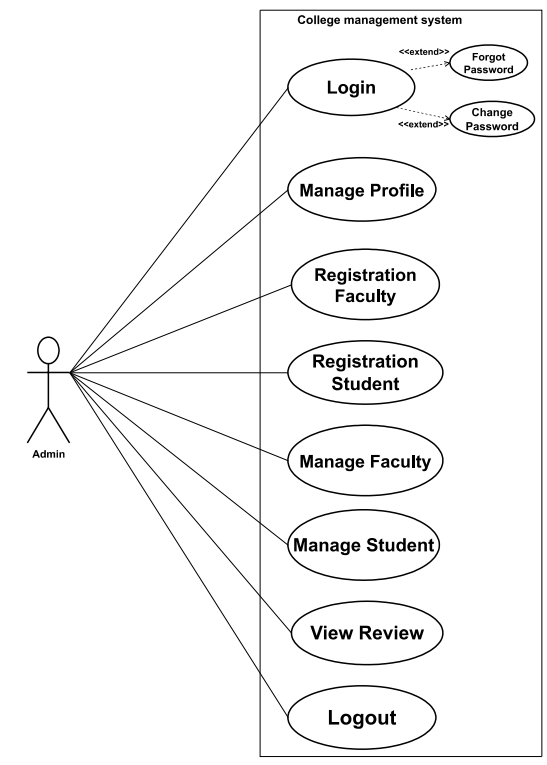 College management system
<<extend>>
Forgot
Password
Login
Change
<<extend>>
Password
Manage Profile
Registration
Faculty
Registration
Student
Admin
Manage Faculty
Manage Student
View Review
Logout